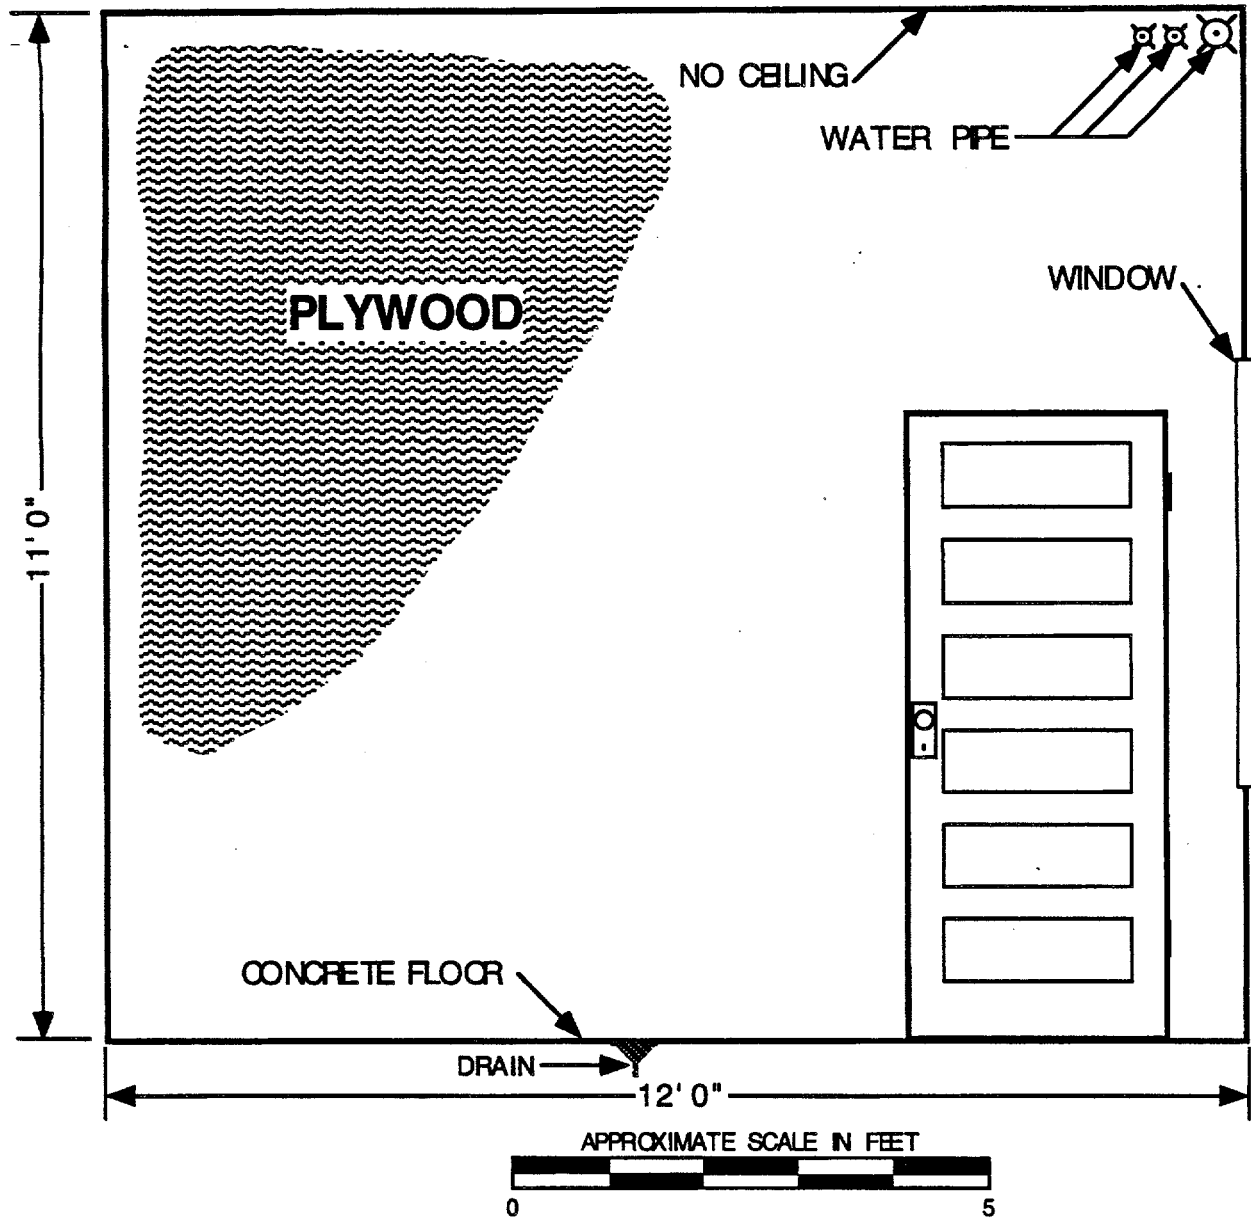 NO CEILING
WATER PIPE
WINDOW
PLYWOOD
11' 0"
CONCRETE FLOOR
DRAIN
12' 0"
APPROXIMATE SCALE IN FEET
0 5